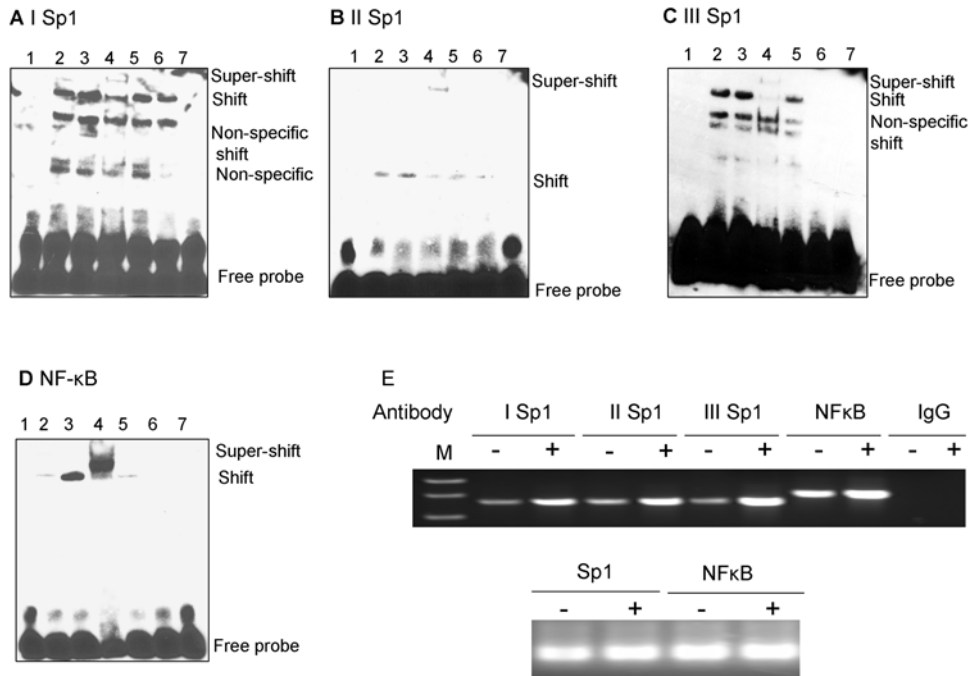 A I Sp1
1 2 3 4 5 6 7
Super-shift
Shift
Non-specific
shift
Non-specific
Free probe
B II Sp1
1 2 3 4 5 6 7
Super-shift
Shift
Free probe
C III Sp1
1 2 3 4 5 6 7
Super-shift
Shift
Non-specific
shift
Free probe
D NF-κB
1 2 3 4 5 6 7
Super-shift
Shift
Free probe
E
Antibody I Sp1 II Sp1 III Sp1 NFκB IgG
M - + - + - + - + - +
Sp1 NFκB
- + - +